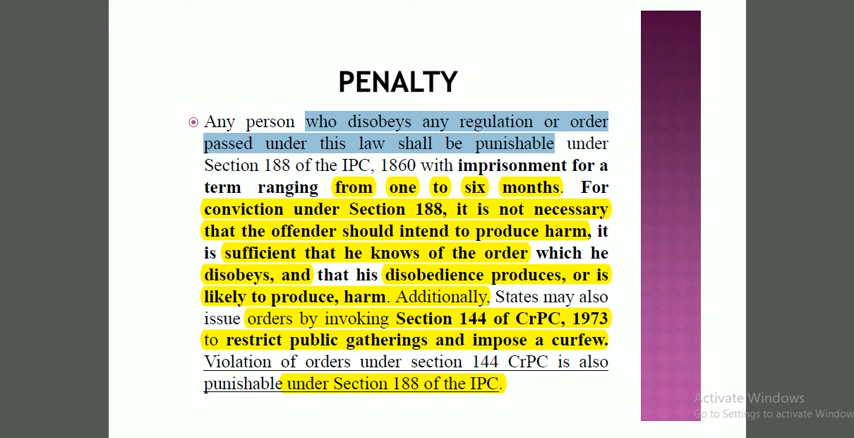 PENALTY
Any person who disobeys any regulation or order
passed under this law shall be punishable under
Section 188 of the IPC, 1860 with imprisonment for a
term ranging from one to six months. For
conviction under Section 188, it is not necessary
that the offender should intend to produce harm, it
is sufficient that he knows of the order which he
disobeys, and that his disobedience produces, or is
likely to produce, harm. Additionally, States may also
issue orders by invoking Section 144 of CrPC, 1973
to restrict public gatherings and impose a curfew.
Violation of orders under section 144 CrPC is also
punishable under Section 188 of the IPC.
Activate Windows
Go to Settings to activate Window